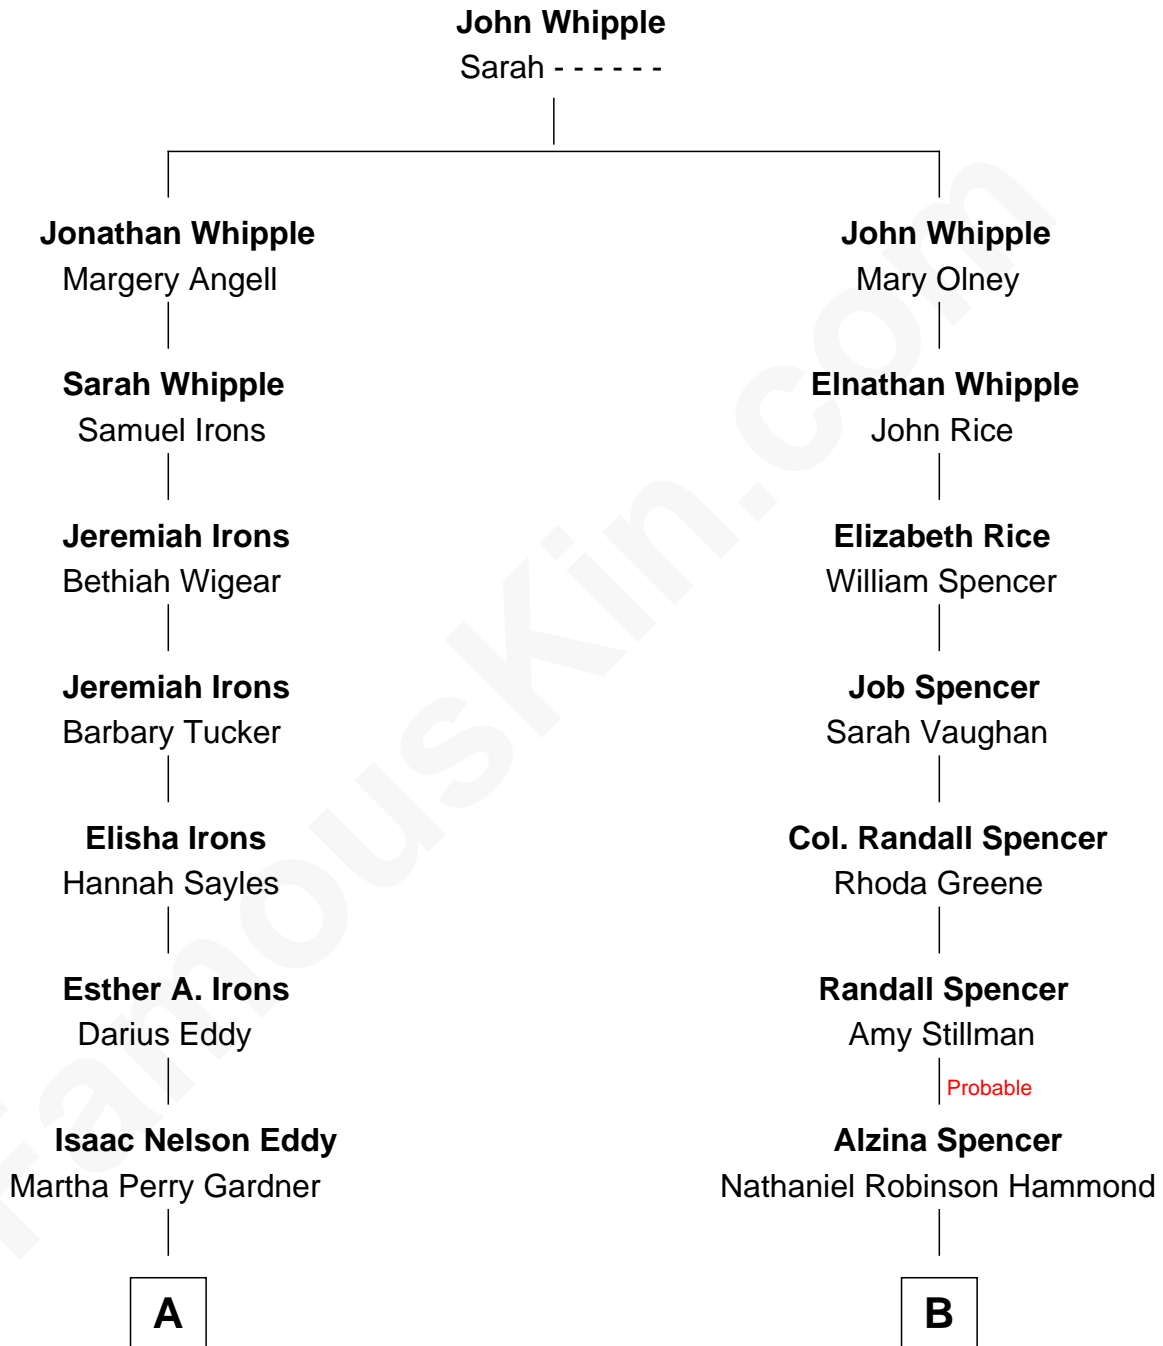 John Whipple
Sarah - - - - - -
Jonathan Whipple
Margery Angell
John Whipple
Mary Olney
Sarah Whipple
Samuel Irons
Elnathan Whipple
John Rice
Jeremiah Irons
Bethiah Wigear
Elizabeth Rice
William Spencer
Jeremiah Irons
Barbary Tucker
Job Spencer
Sarah Vaughan
Elisha Irons
Hannah Sayles
Col. Randall Spencer
Rhoda Greene
Esther A. Irons
Darius Eddy
Randall Spencer
Amy Stillman
Probable
Isaac Nelson Eddy
Martha Perry Gardner
Alzina Spencer
Nathaniel Robinson Hammond
A
B
FamousKin.com